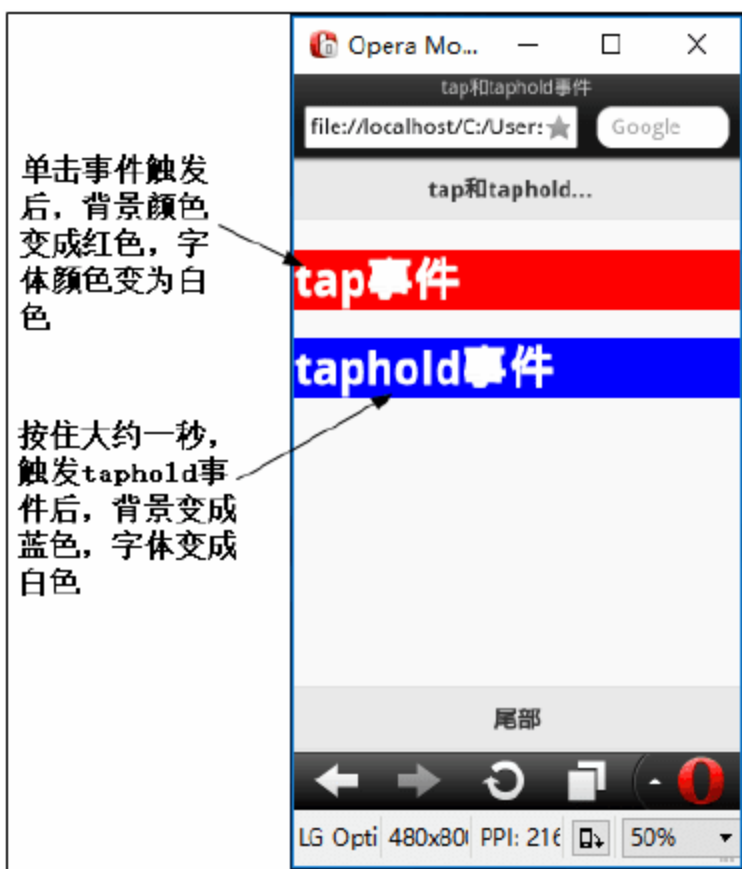 Opera Mo...
tap和taphold事件
file://localhost/C:/User:
Google
tap和taphold...
单击事件触发
后，背景颜色
变成红色，字
体颜色变为白
色
tap事件
taphold事件
按住大约一秒，
触发taphold事
件后，背景变成
蓝色，字体变成
白色
尾部
LG Opti
480x80
PPI: 216
50%